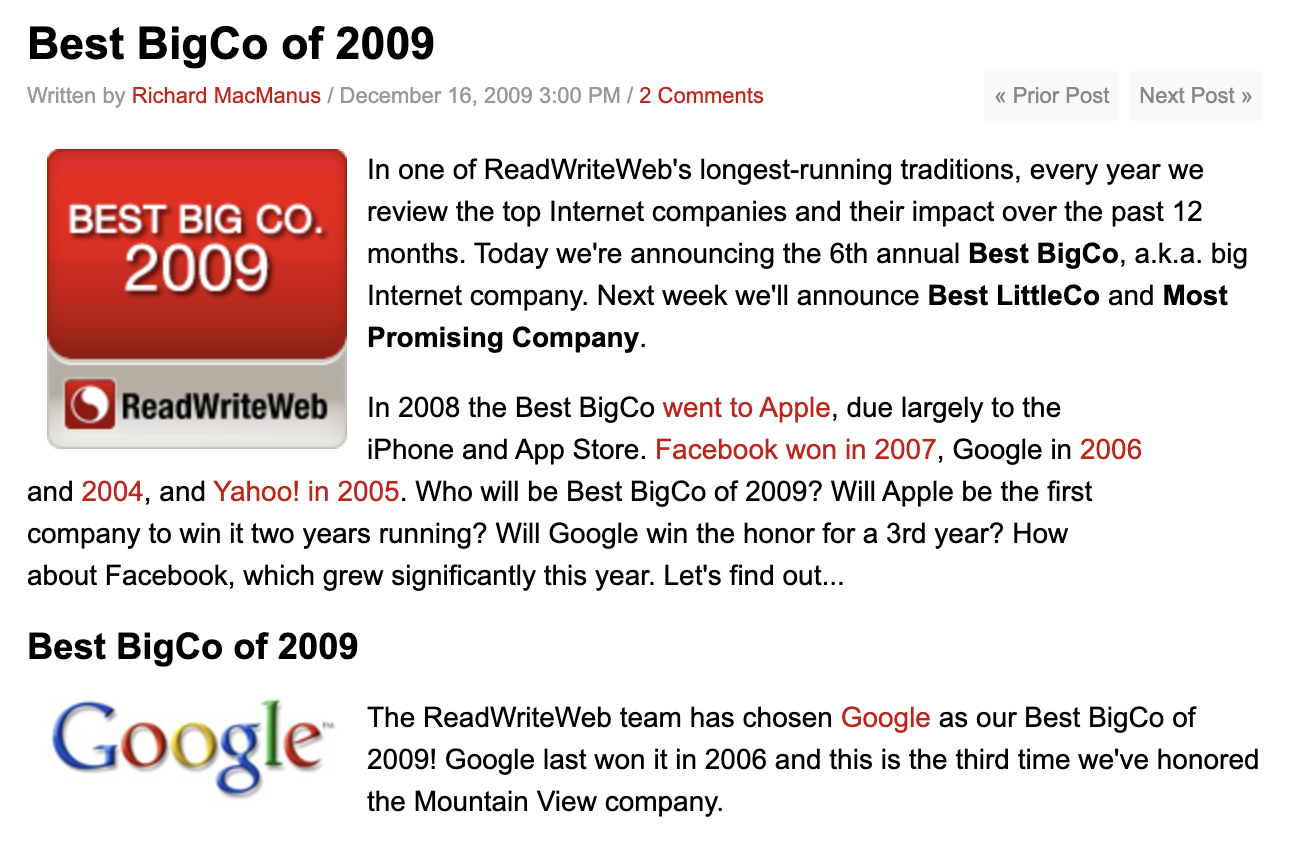 Best BigCo of 2009
Written by Richard MacManus / December 16, 2009 3:00 PM / 2 Comments
« Prior Post
Next Post »
BEST BIG CO.
2009
ReadWriteWeb
In one of ReadWriteWeb's longest-running traditions, every year we
review the top Internet companies and their impact over the past 12
months. Today we're announcing the 6th annual Best BigCo, a.k.a. big
Internet company. Next week we'll announce Best LittleCo and Most
Promising Company.
In 2008 the Best BigCo went to Apple, due largely to the
iPhone and App Store. Facebook won in 2007, Google in 2006
and 2004, and Yahoo! in 2005. Who will be Best BigCo of 2009? Will Apple be the first
company to win it two years running? Will Google win the honor for a 3rd year? How
about Facebook, which grew significantly this year. Let's find out...
Best BigCo of 2009
Google™
The ReadWriteWeb team has chosen Google as our Best BigCo of
2009! Google last won it in 2006 and this is the third time we've honored
the Mountain View company.